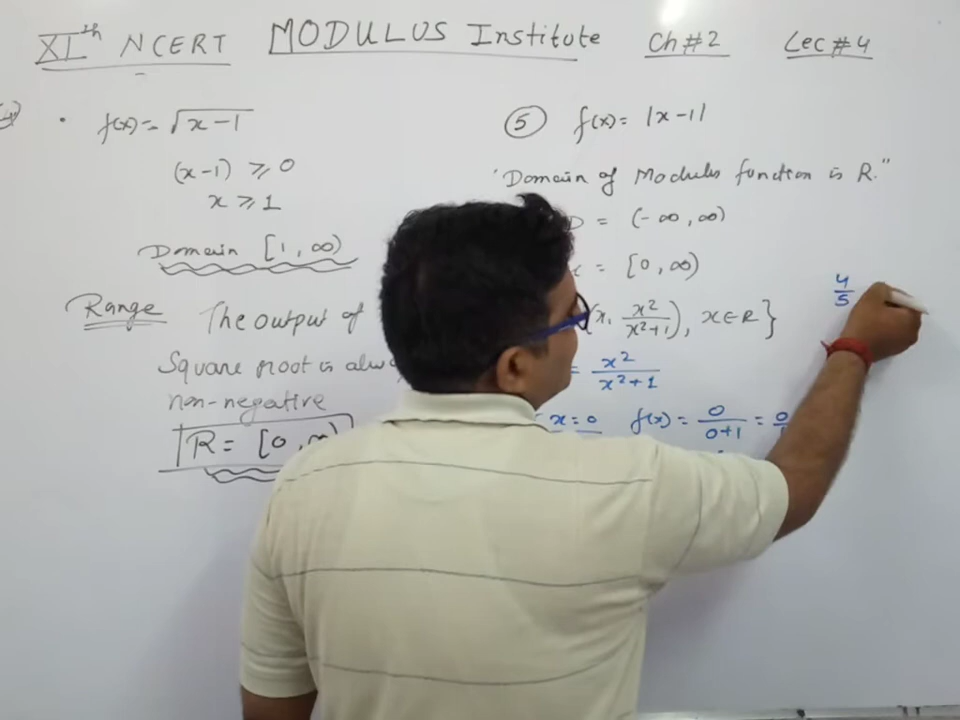 XIth NCERT MODULUS Institute Ch#2 Lec#4
• f(x) = √x-1
(x-1) ≥ 0
x ≥ 1
Domain [1, ∞)
Range The output of
Square root is
non-negative
R = [0, ∞)
⑤ f(x) = |x-1|
"Domain of Modulus function is R."
D = (-∞, ∞)
= [0, ∞)
(x, x²/x²+1), x∈R}
= x²/x²+1
x=0 f(x) = 0/0+1 = 0
4/5